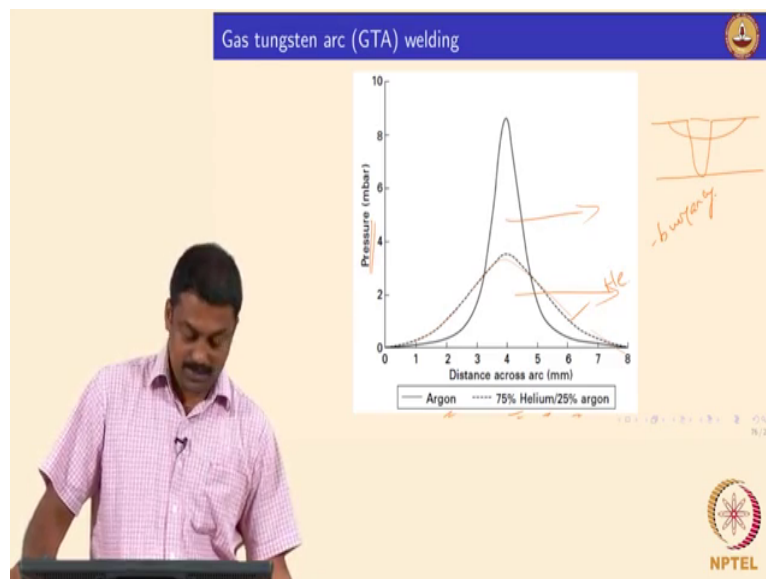 Gas tungsten arc (GTA) welding
10
8
6
4
2
0
Pressure (mbar)
0 1 2 3 4 5 6 7 8
Distance across arc (mm)
Argon 75% Helium/25% argon
He
buoyancy.
NPTEL